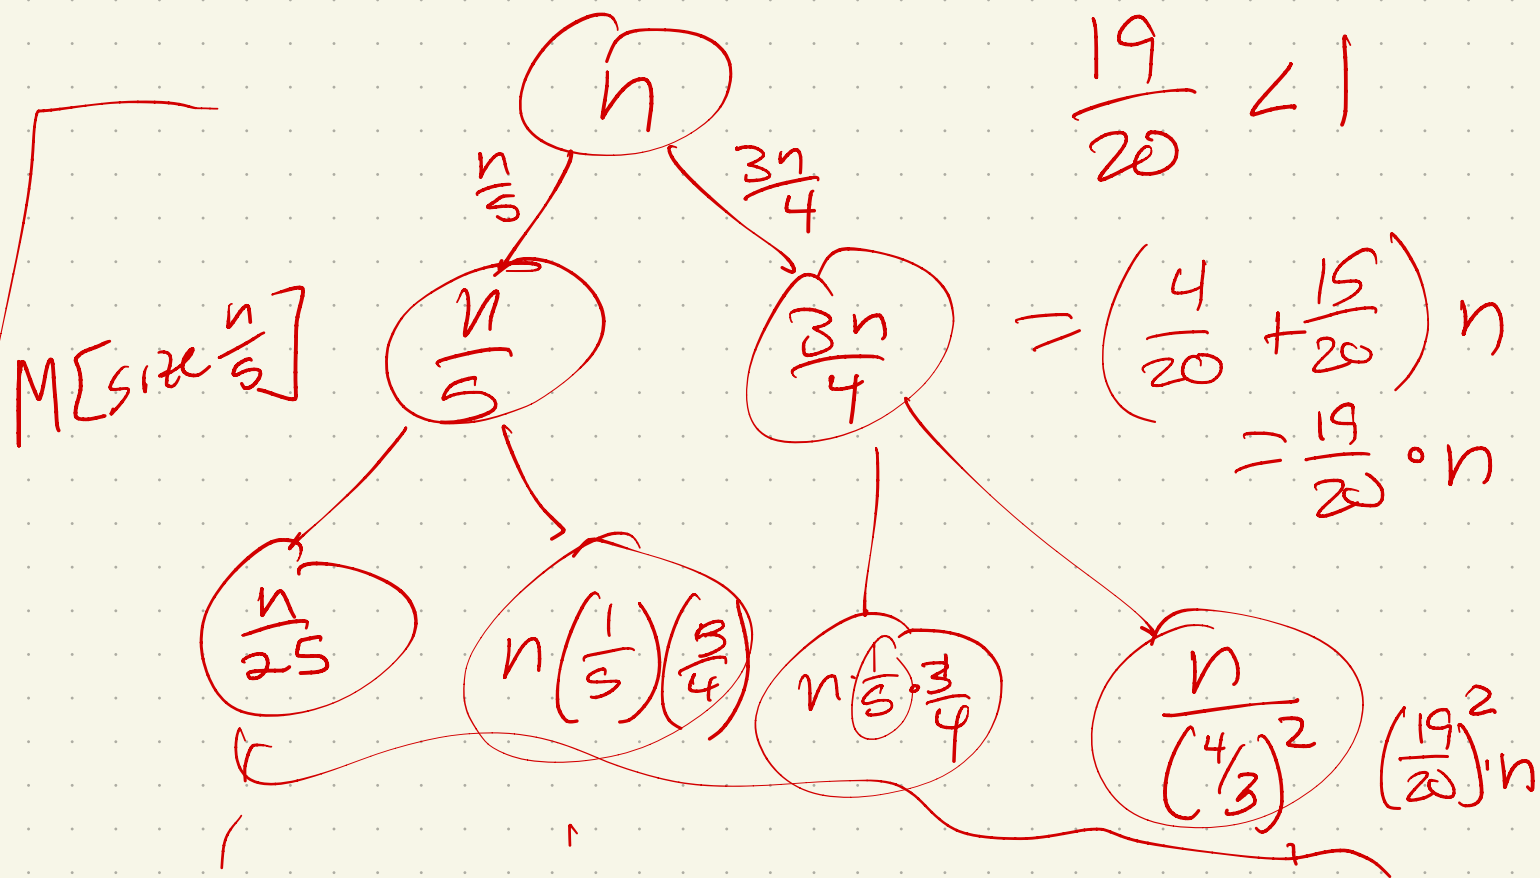 n
19/20 < 1
n/5
3n/4
M[size n/5]
n/5
3n/4
= (4/20 + 15/20) n
= 19/20 · n
n/25
n(1/5)(3/4)
n · 1/5 · 3/4
n/(4/3)²
(19/20)² · n